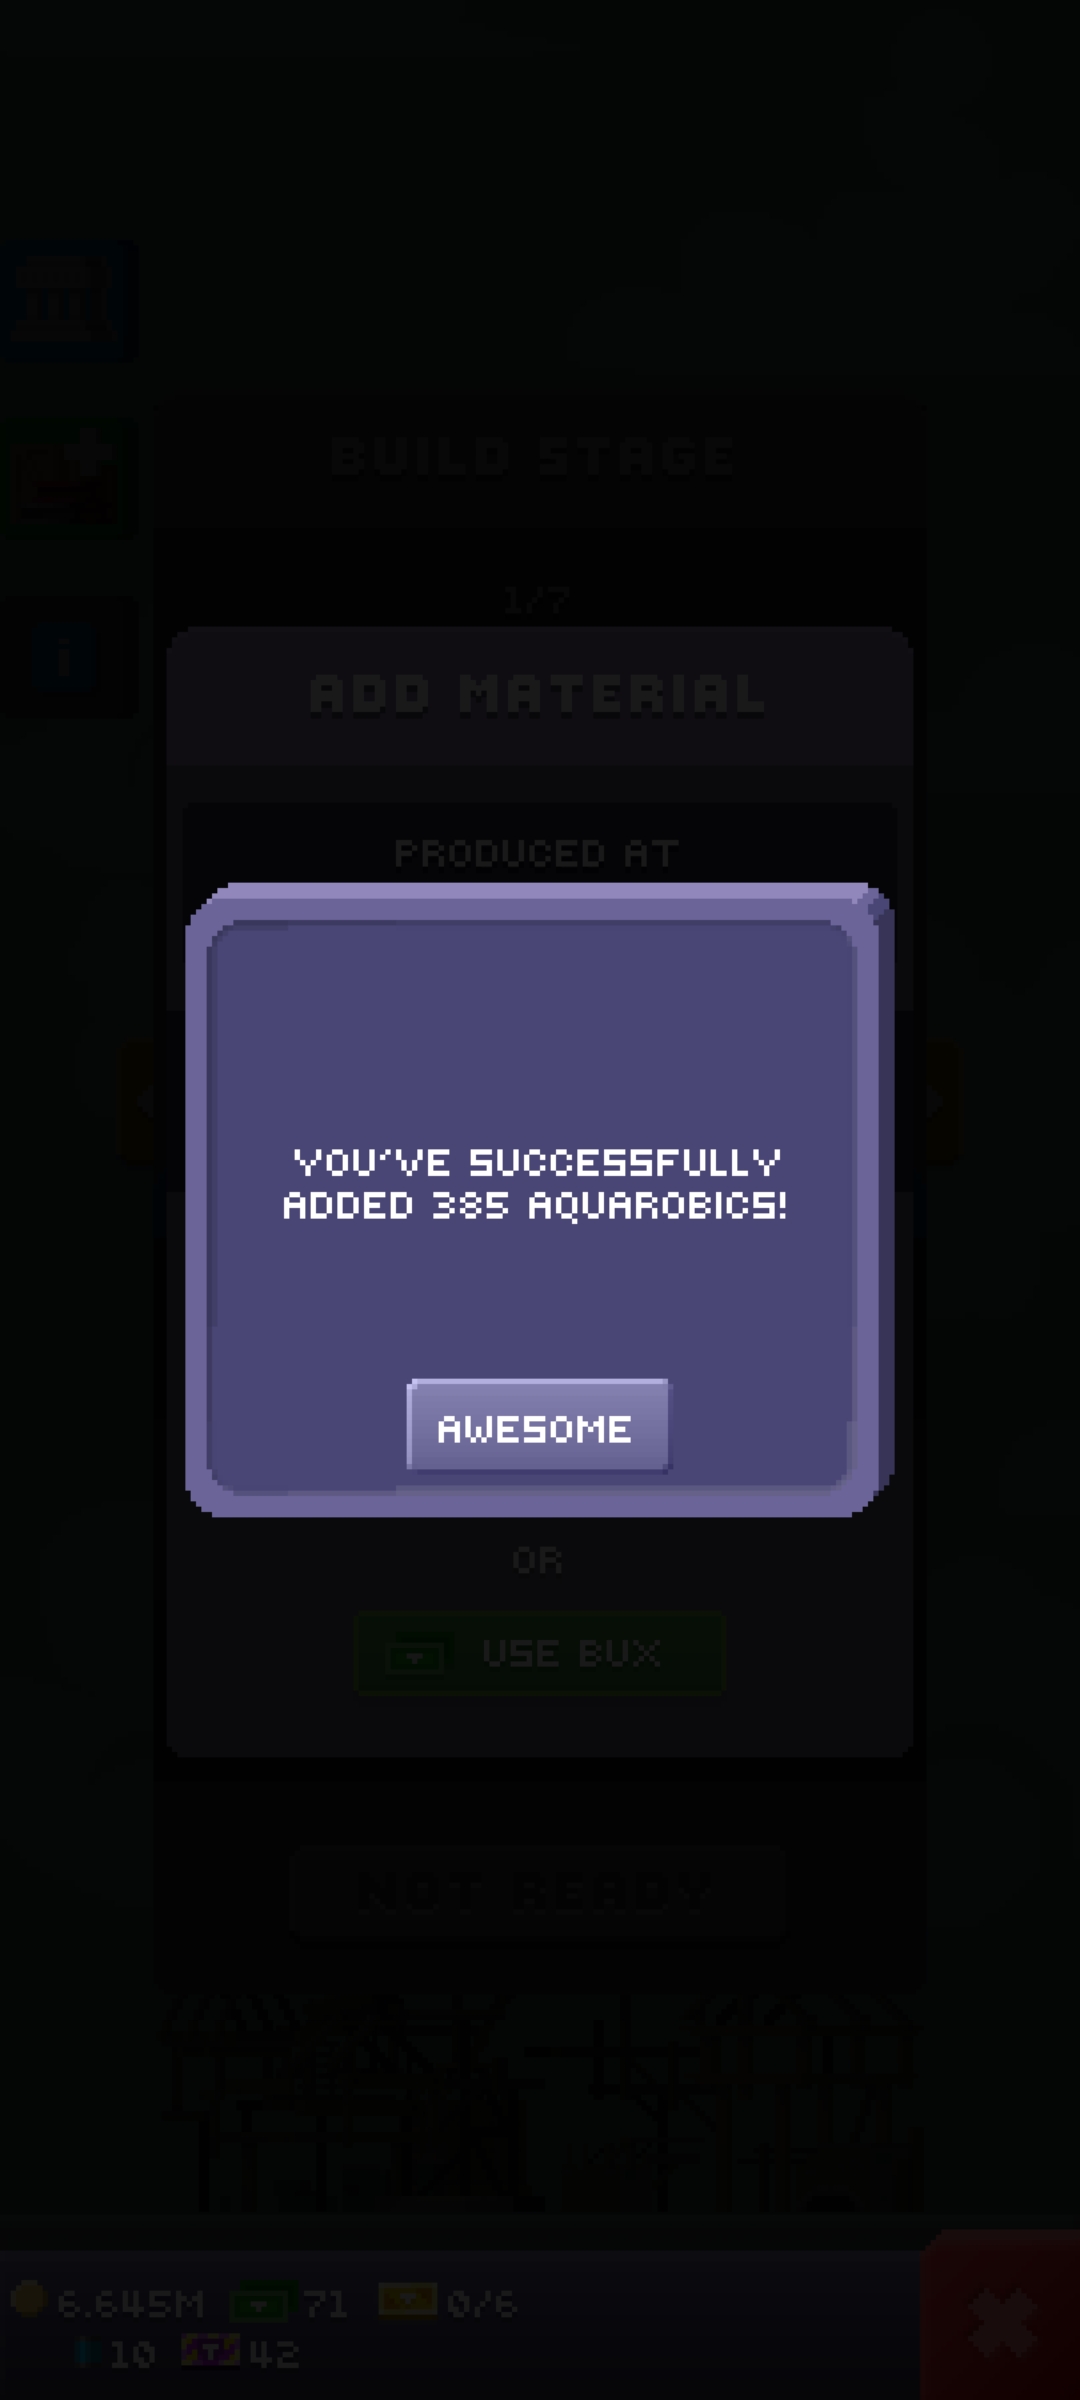 BUILD STAGE
1/7
i
ADD MATERIAL
PRODUCED AT
YOU'VE SUCCESSFULLY
ADDED 385 AQUAROBICS!
AWESOME
OR
USE BUX
NOT READY
6.645M 71 0/6
10 T 42